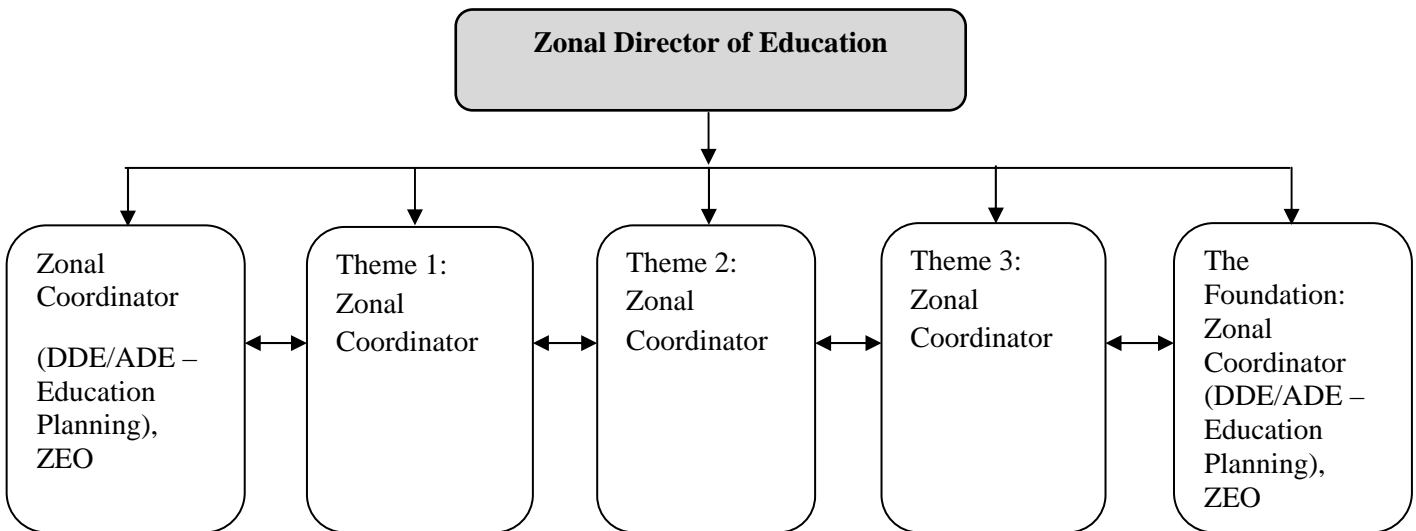 Zonal Director of Education
Zonal
Coordinator
(DDE/ADE –
Education
Planning),
ZEO
Theme 1:
Zonal
Coordinator
Theme 2:
Zonal
Coordinator
Theme 3:
Zonal
Coordinator
The
Foundation:
Zonal
Coordinator
(DDE/ADE –
Education
Planning),
ZEO